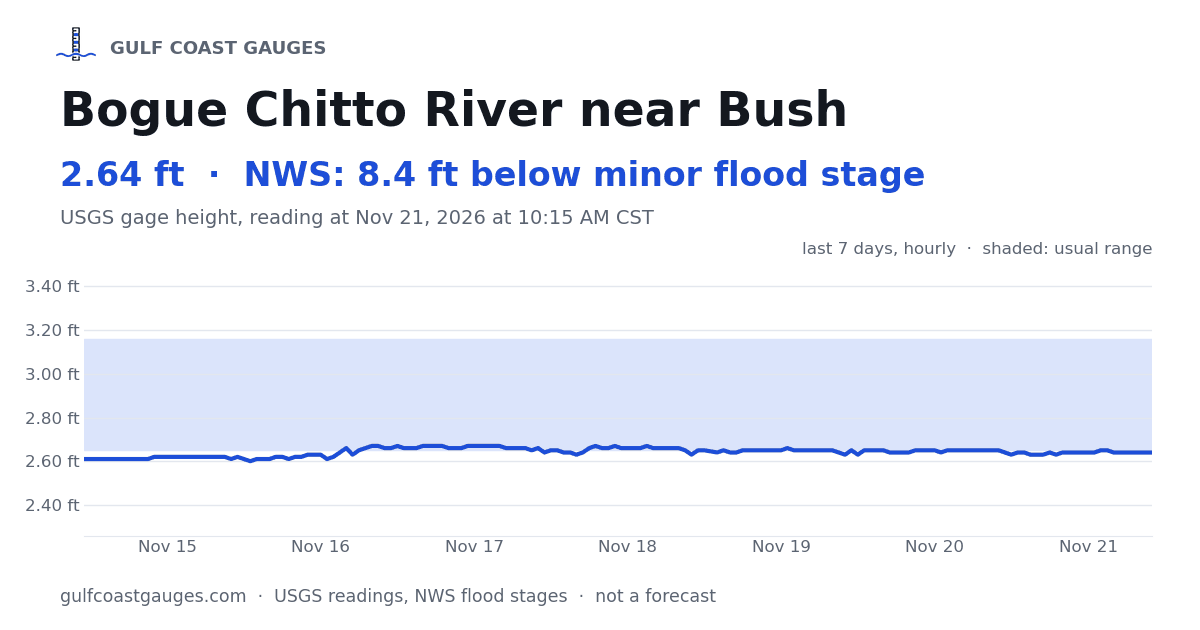 GULF COAST GAUGES
Bogue Chitto River near Bush
2.64 ft · NWS: 8.4 ft below minor flood stage
USGS gage height, reading at Nov 21, 2026 at 10:15 AM CST
last 7 days, hourly · shaded: usual range
3.40 ft
3.20 ft
3.00 ft
2.80 ft
2.60 ft
2.40 ft
Nov 15 Nov 16 Nov 17 Nov 18 Nov 19 Nov 20 Nov 21
gulfcoastgauges.com · USGS readings, NWS flood stages · not a forecast